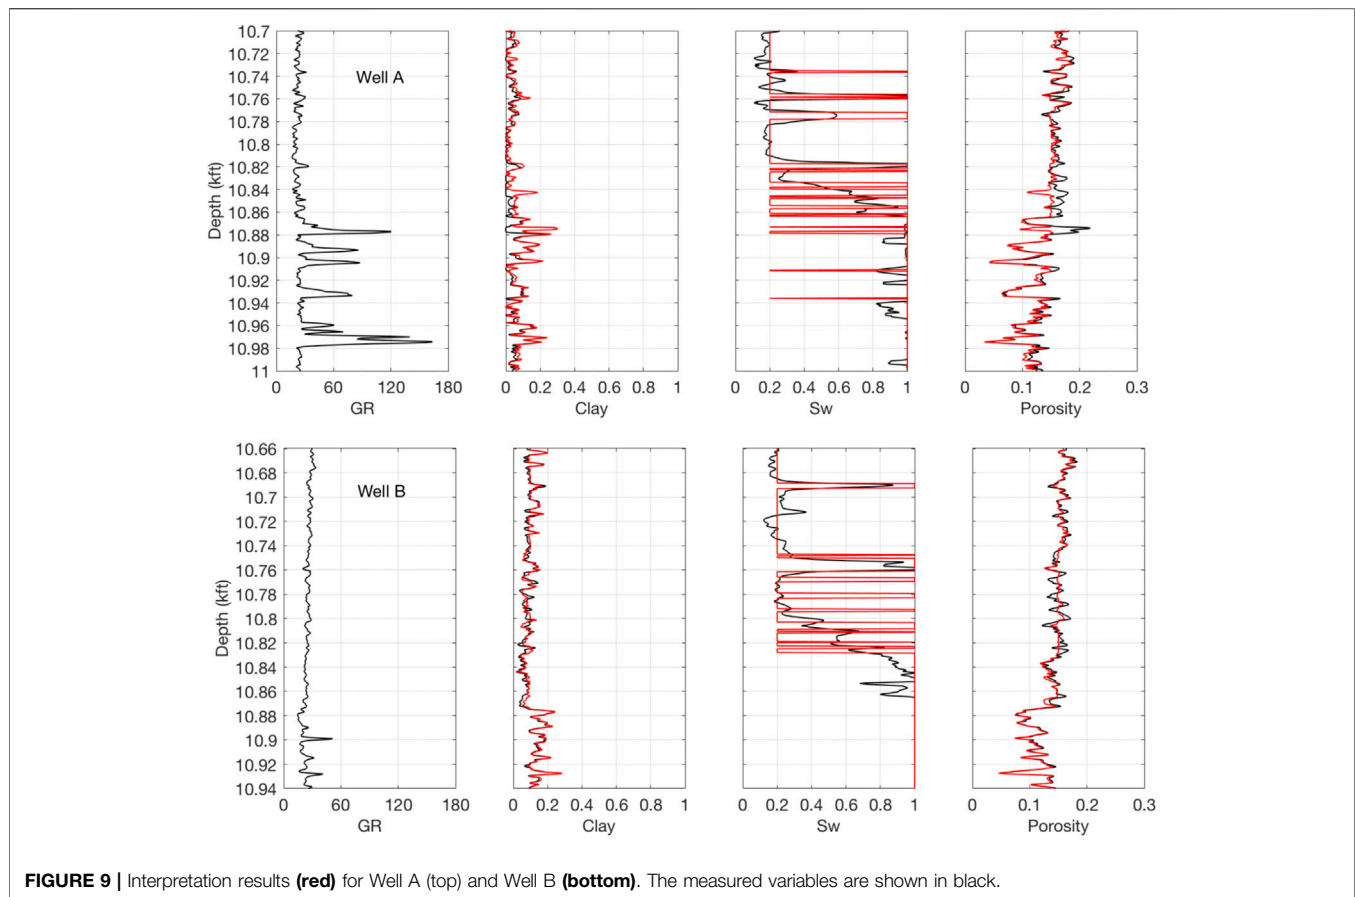 10.7
10.72
10.74
10.76
10.78
10.8
10.82
10.84
10.86
10.88
10.9
10.92
10.94
10.96
10.98
11
Depth (kft)
Well A
0 60 120 180
GR
0 0.2 0.4 0.6 0.8 1
Clay
0 0.2 0.4 0.6 0.8 1
Sw
0 0.1 0.2 0.3
Porosity
10.66
10.68
10.7
10.72
10.74
10.76
10.78
10.8
10.82
10.84
10.86
10.88
10.9
10.92
10.94
Depth (kft)
Well B
0 60 120 180
GR
0 0.2 0.4 0.6 0.8 1
Clay
0 0.2 0.4 0.6 0.8 1
Sw
0 0.1 0.2 0.3
Porosity
FIGURE 9 | Interpretation results (red) for Well A (top) and Well B (bottom). The measured variables are shown in black.